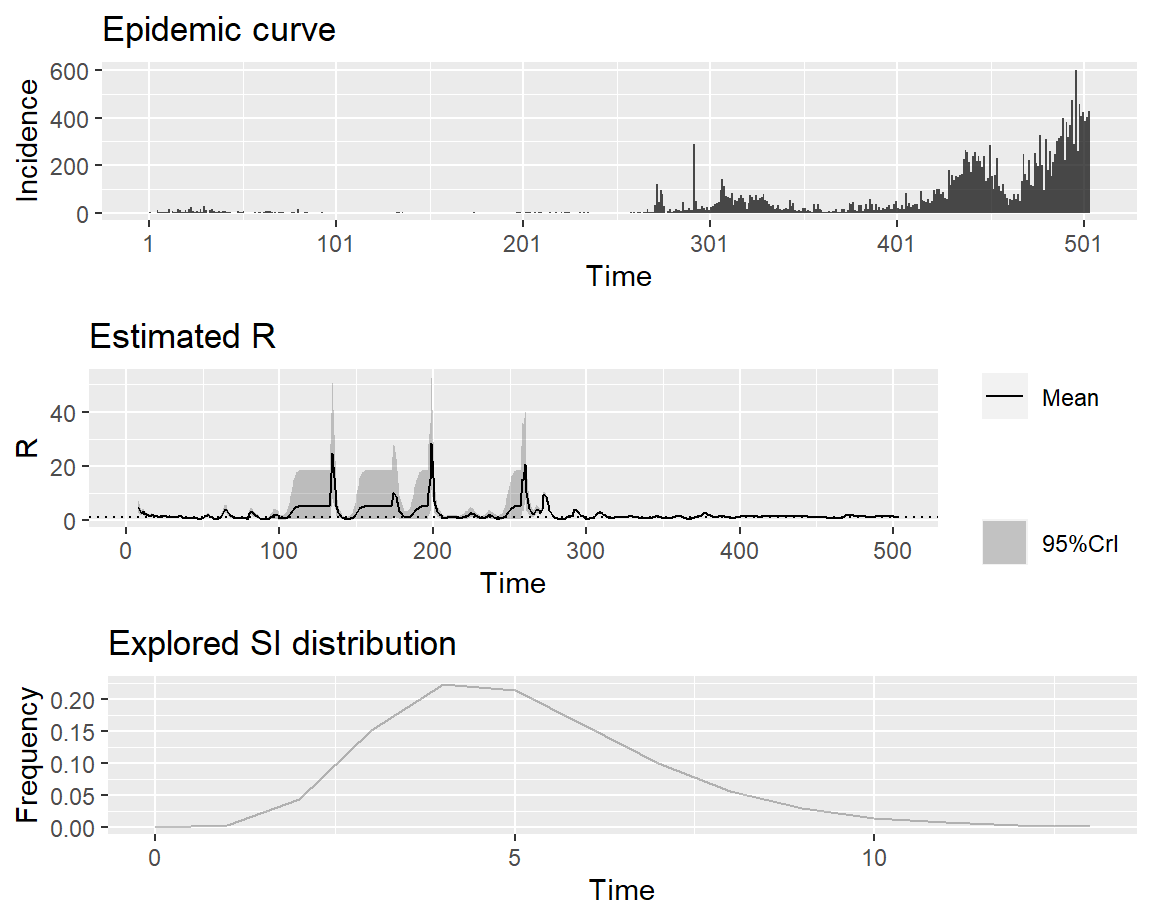 Epidemic curve
Incidence
600
400
200
0
1 101 201 301 401 501
Time
Estimated R
R
40
20
0
0 100 200 300 400 500
Time
Mean
95%CrI
Explored SI distribution
Frequency
0.20
0.15
0.10
0.05
0.00
0 5 10
Time